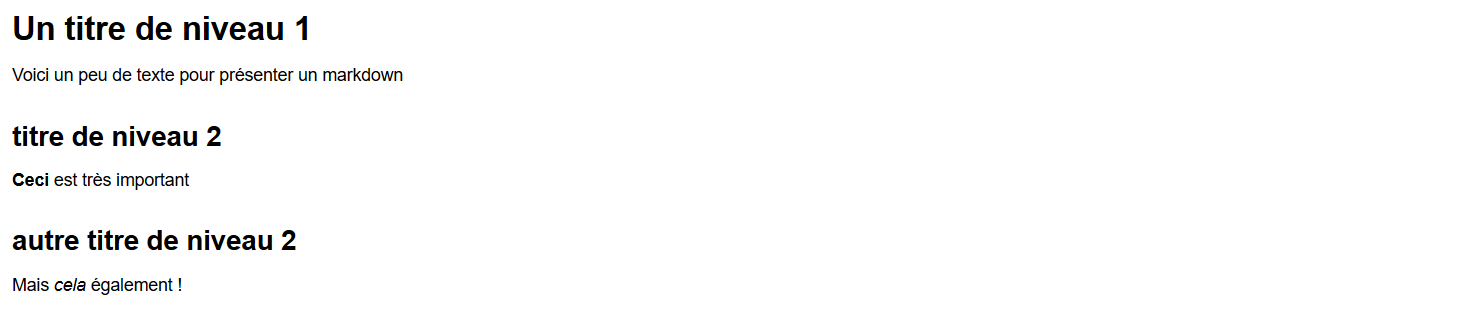 Un titre de niveau 1
Voici un peu de texte pour présenter un markdown
titre de niveau 2
Ceci est très important
autre titre de niveau 2
Mais cela également !